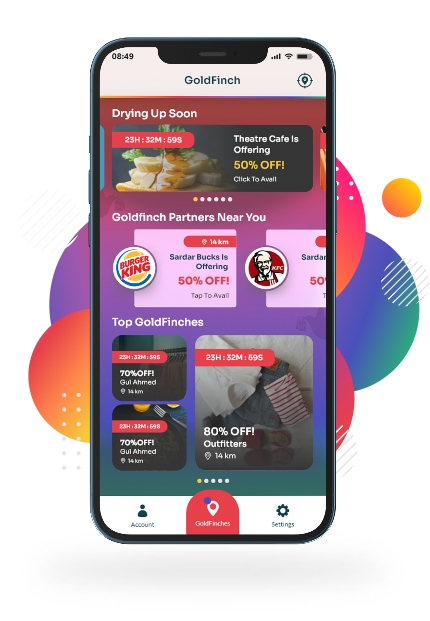 08:49
GoldFinch
Drying Up Soon
23H : 32M : 59S
Theatre Cafe Is
Offering
50% OFF!
Click To Avail
Goldfinch Partners Near You
14 km
BURGER
KING
Sardar Bucks Is
Offering
50% OFF!
Tap To Avail
KFC
Sardar
50%
Top GoldFinches
23H : 32M : 59S
70%OFF!
Gul Ahmed
14 km
23H : 32M : 59S
70%OFF!
Gul Ahmed
14 km
23H : 32M : 59S
80% OFF!
Outfitters
14 km
Account
GoldFinches
Settings